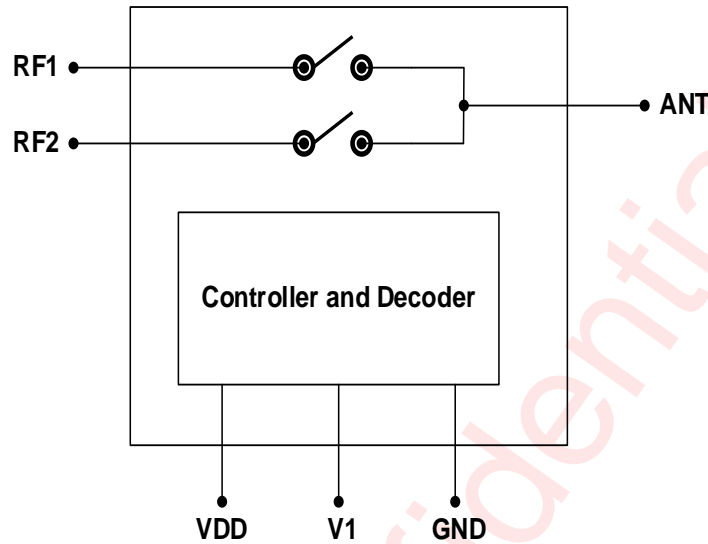 RF1
ANT
RF2
Controller and Decoder
VDD V1 GND